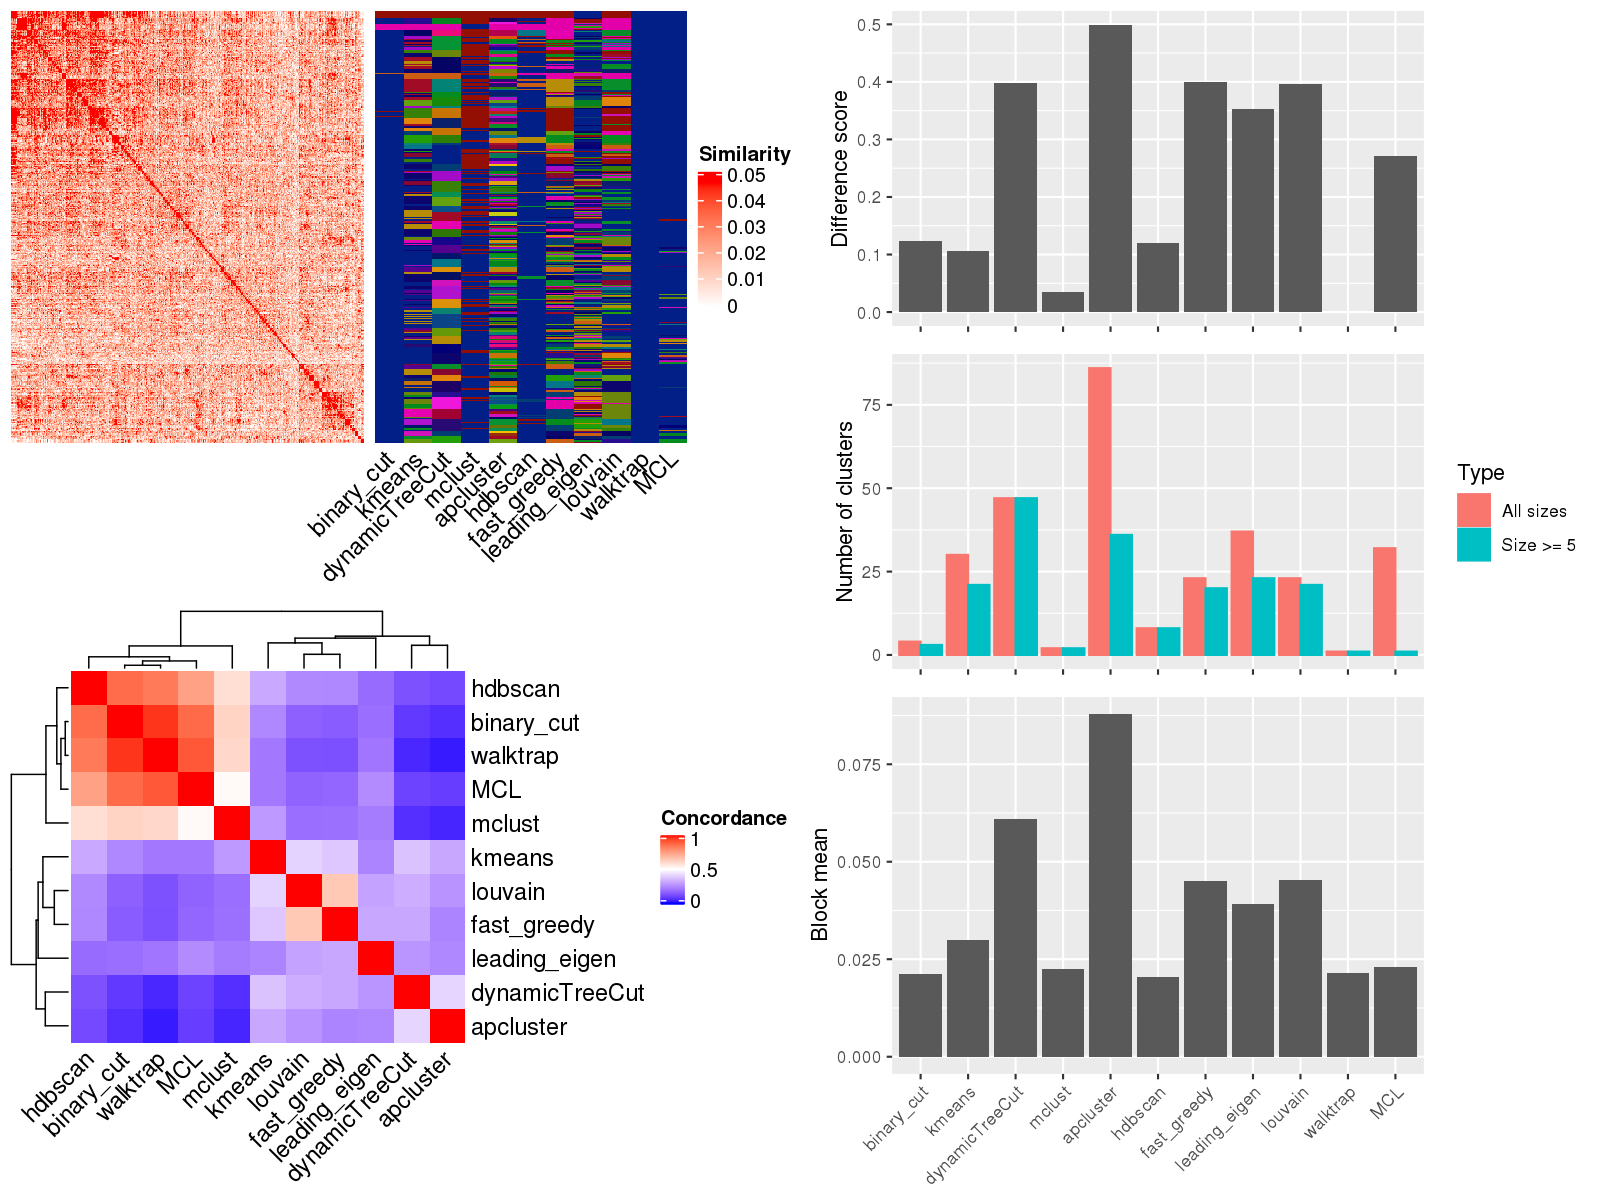 Similarity
0.05
0.04
0.03
0.02
0.01
0
binary_cut
kmeans
dynamicTreeCut
mclust
apcluster
hdbscan
fast_greedy
leading_eigen
louvain
walktrap
MCL
hdbscan
binary_cut
walktrap
MCL
mclust
kmeans
louvain
fast_greedy
leading_eigen
dynamicTreeCut
apcluster
hdbscan
binary_cut
walktrap
MCL
mclust
kmeans
louvain
fast_greedy
leading_eigen
dynamicTreeCut
apcluster
Concordance
1
0.5
0
Difference score
0.5
0.4
0.3
0.2
0.1
0.0
Number of clusters
75
50
25
0
Type
All sizes
Size >= 5
Block mean
0.075
0.050
0.025
0.000
binary_cut
kmeans
dynamicTreeCut
mclust
apcluster
hdbscan
fast_greedy
leading_eigen
louvain
walktrap
MCL